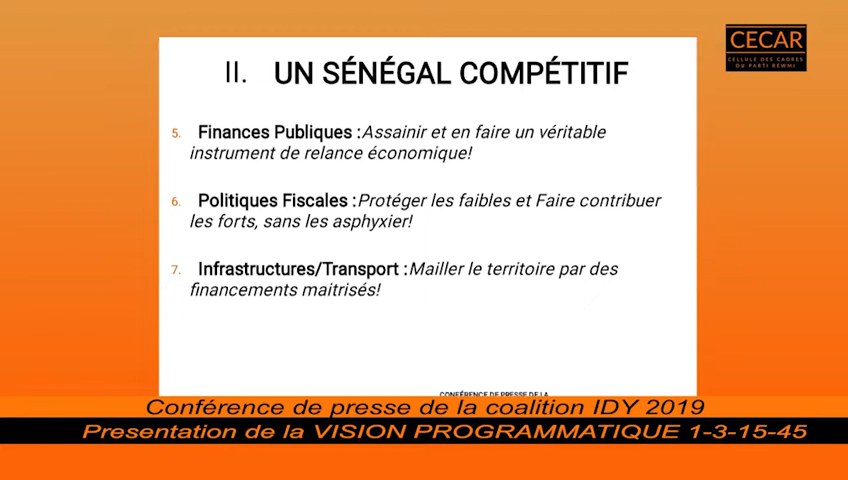 CECAR
CELLULE DES CADRES
DU PARTI REWMI
II. UN SÉNÉGAL COMPÉTITIF
5. Finances Publiques :Assainir et en faire un véritable
instrument de relance économique!
6. Politiques Fiscales :Protéger les faibles et Faire contribuer
les forts, sans les asphyxier!
7. Infrastructures/Transport :Mailler le territoire par des
financements maitrisés!
CONFÉRENCE DE PRESSE DE LA
Conférence de presse de la coalition IDY 2019
Presentation de la VISION PROGRAMMATIQUE 1-3-15-45